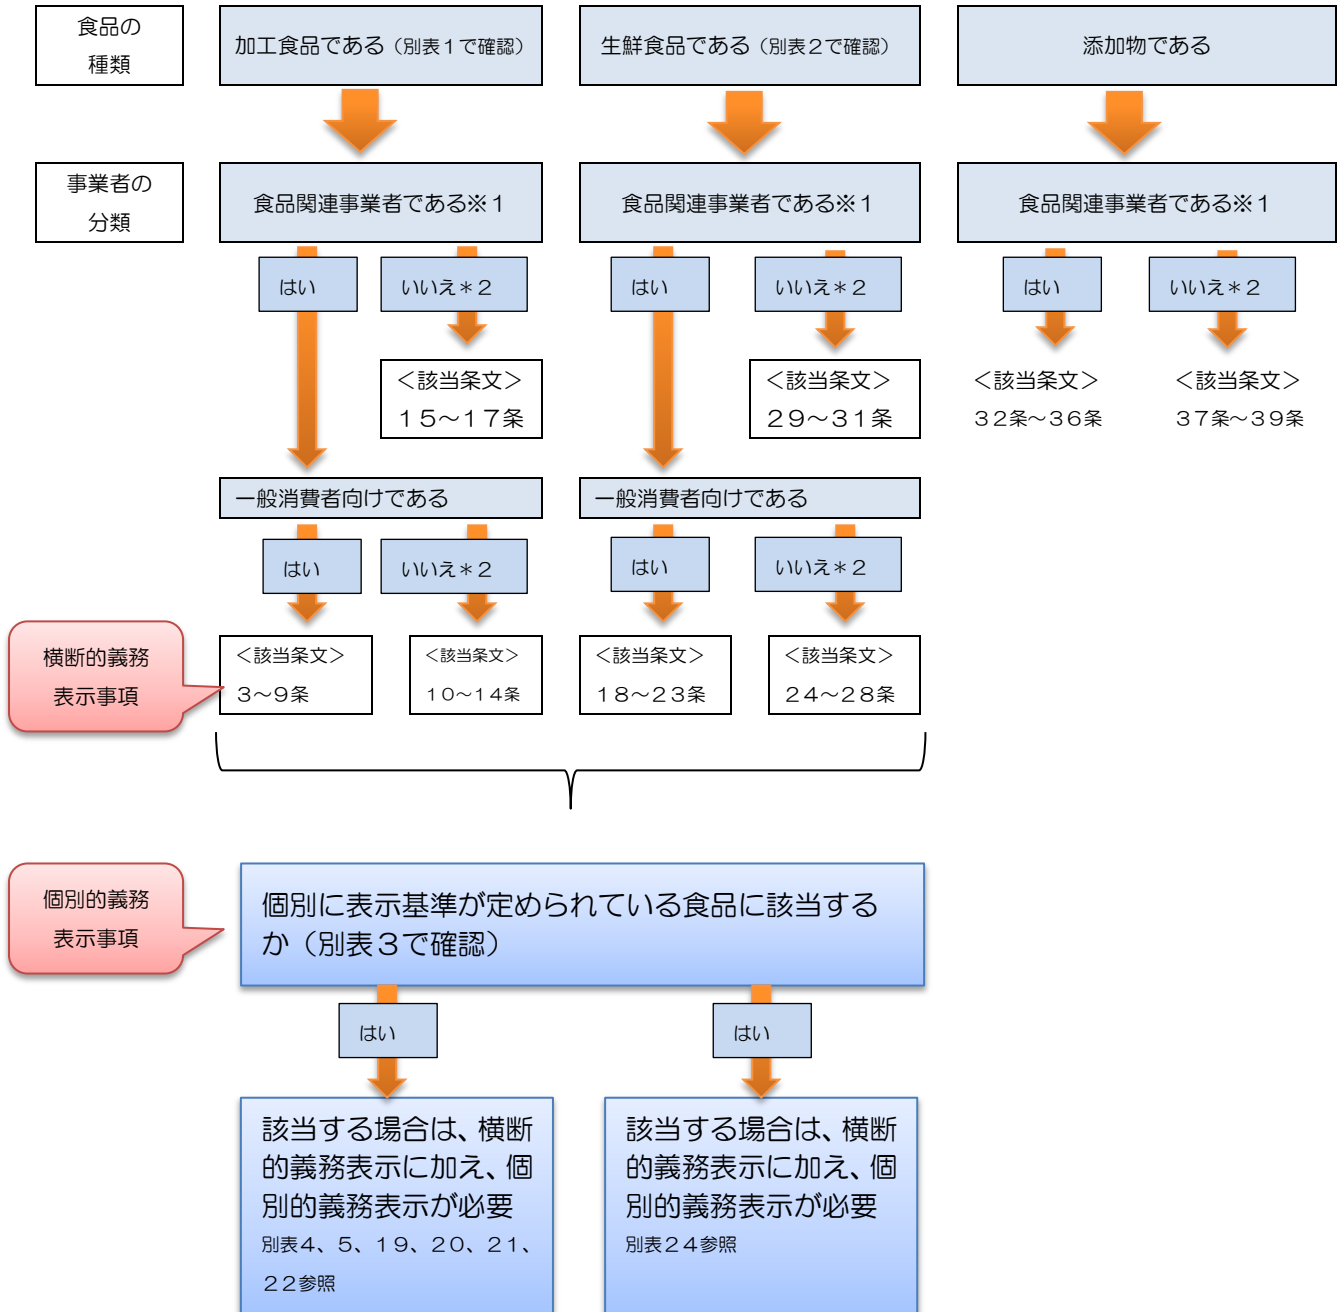 食品の
種類
加工食品である（別表１で確認）
生鮮食品である（別表２で確認）
添加物である
事業者の
分類
食品関連事業者である※１
食品関連事業者である※１
食品関連事業者である※１
はい
いいえ＊２
はい
いいえ＊２
はい
いいえ＊２
＜該当条文＞
１５～１７条
＜該当条文＞
２９～３１条
＜該当条文＞
３２条～３６条
＜該当条文＞
３７条～３９条
一般消費者向けである
一般消費者向けである
はい
いいえ＊２
はい
いいえ＊２
横断的義務
表示事項
＜該当条文＞
３～９条
＜該当条文＞
１０～１４条
＜該当条文＞
１８～２３条
＜該当条文＞
２４～２８条
個別的義務
表示事項
個別に表示基準が定められている食品に該当する
か（別表３で確認）
はい
はい
該当する場合は、横断
的義務表示に加え、個
別的義務表示が必要
別表４、５、１９、２０、２１、
２２参照
該当する場合は、横断
的義務表示に加え、個
別的義務表示が必要
別表２４参照